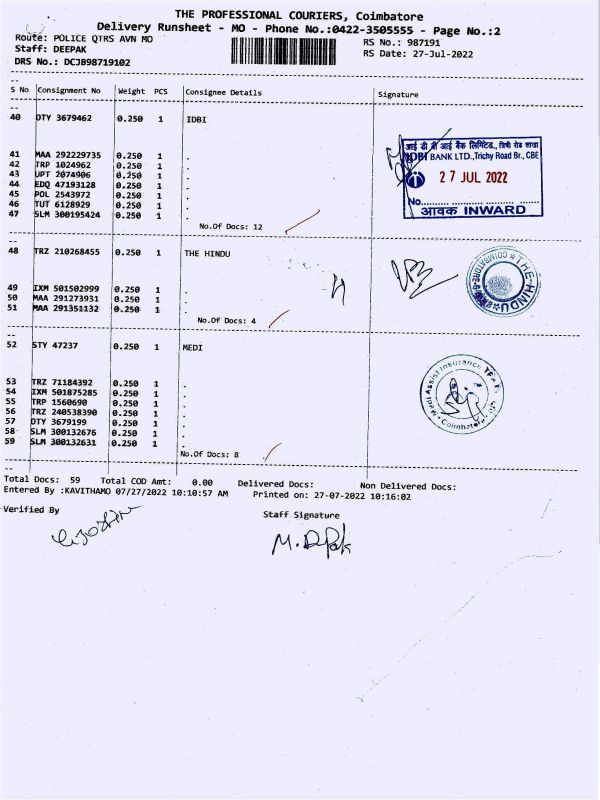 THE PROFESSIONAL COURIERS, Coimbatore
Delivery Runsheet - MO - Phone No.:0422-3505555 - Page No.:2
Route: POLICE QTRS AVN MO
RS No.: 987191
Staff: DEEPAK
RS Date: 27-Jul-2022
DRS No.: DCJB98719102
S No Consignment No Weight PCS Consignee Details Signature
40 DTY 3679462 0.250 1 IDBI
41 MAA 292229735 0.250 1 .
42 TRP 1024962 0.250 1 .
43 UPT 2074906 0.250 1 .
44 EDQ 47193128 0.250 1 .
45 POL 2543972 0.250 1 .
46 TUT 6128929 0.250 1 .
47 SLM 300195424 0.250 1 .
No.Of Docs: 12
आई डी बी आई बैंक लिमिटेड., त्रिची रोड शाखा
IDBI BANK LTD.,Trichy Road Br., CBE
27 JUL 2022
No.
आवक INWARD
48 TRZ 210268455 0.250 1 THE HINDU
49 IXM 501502999 0.250 1 .
50 MAA 291273931 0.250 1 .
51 MAA 291351132 0.250 1 .
No.Of Docs: 4
THE HINDU
52 STY 47237 0.250 1 MEDI
53 TRZ 71184392 0.250 1 .
54 IXM 501875285 0.250 1 .
55 TRP 1560690 0.250 1 .
56 TRZ 240538390 0.250 1 .
57 DTY 3679199 0.250 1 .
58 SLM 300132676 0.250 1 .
59 SLM 300132631 0.250 1 .
No.Of Docs: 8
Medi Assist Insurance TPA
Coimbatore
Total Docs: 59 Total COD Amt: 0.00 Delivered Docs: Non Delivered Docs:
Entered By :KAVITHAMO 07/27/2022 10:10:57 AM Printed on: 27-07-2022 10:16:02
Verified By
Staff Signature